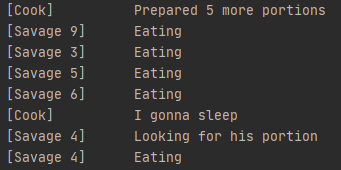 [Cook] Prepared 5 more portions
[Savage 9] Eating
[Savage 3] Eating
[Savage 5] Eating
[Savage 6] Eating
[Cook] I gonna sleep
[Savage 4] Looking for his portion
[Savage 4] Eating